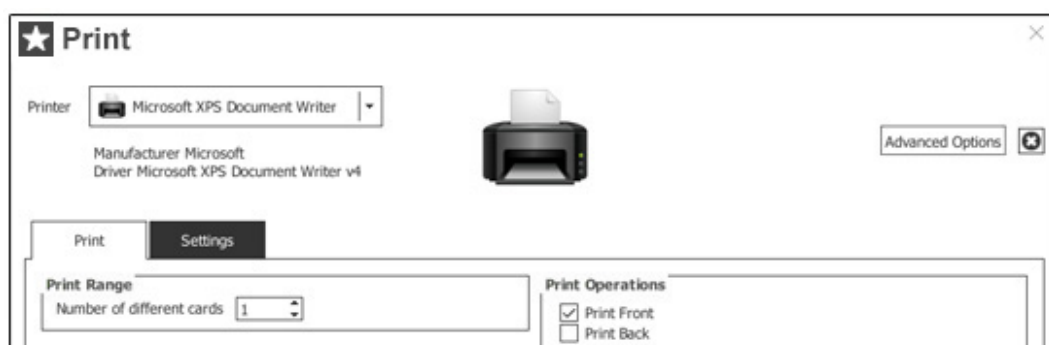 Print
Printer
Microsoft XPS Document Writer
Manufacturer Microsoft
Driver Microsoft XPS Document Writer v4
Advanced Options
Print
Settings
Print Range
Number of different cards 1
Print Operations
Print Front
Print Back